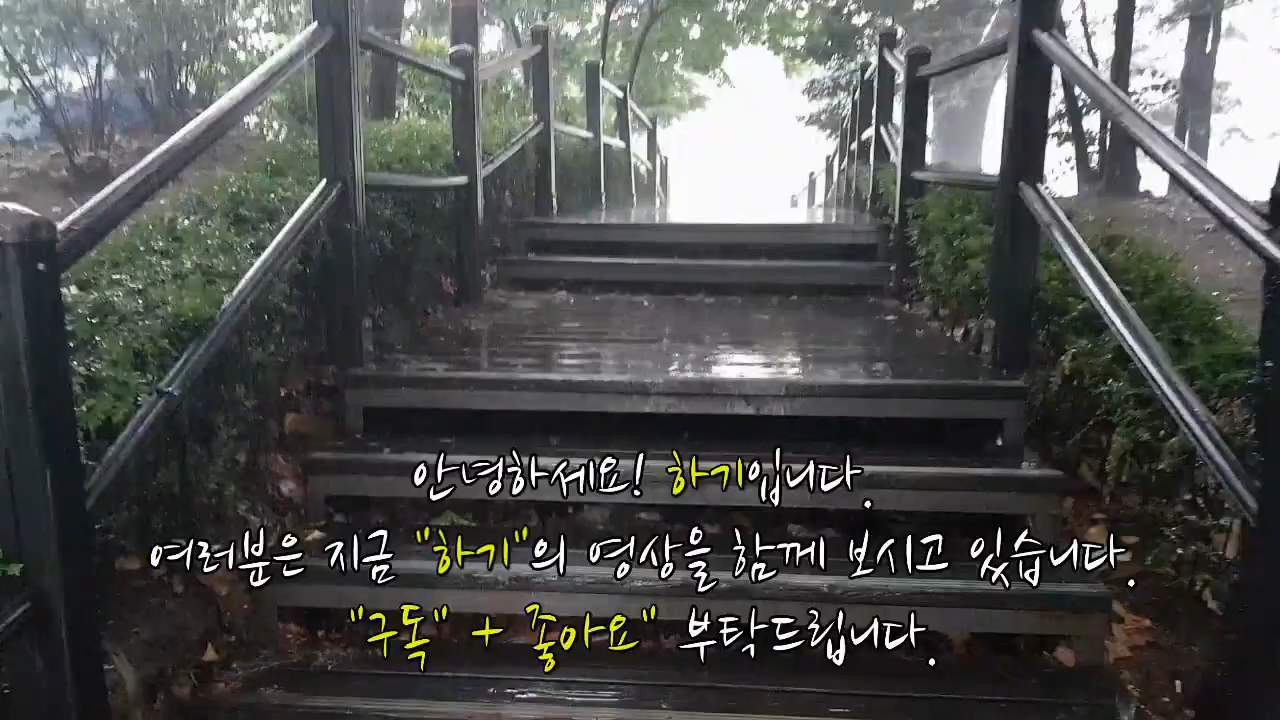 안녕하세요! 하기입니다.
여러분은 지금 "하기"의 영상을 함께 보시고 있습니다.
"구독" + 좋아요" 부탁드립니다.